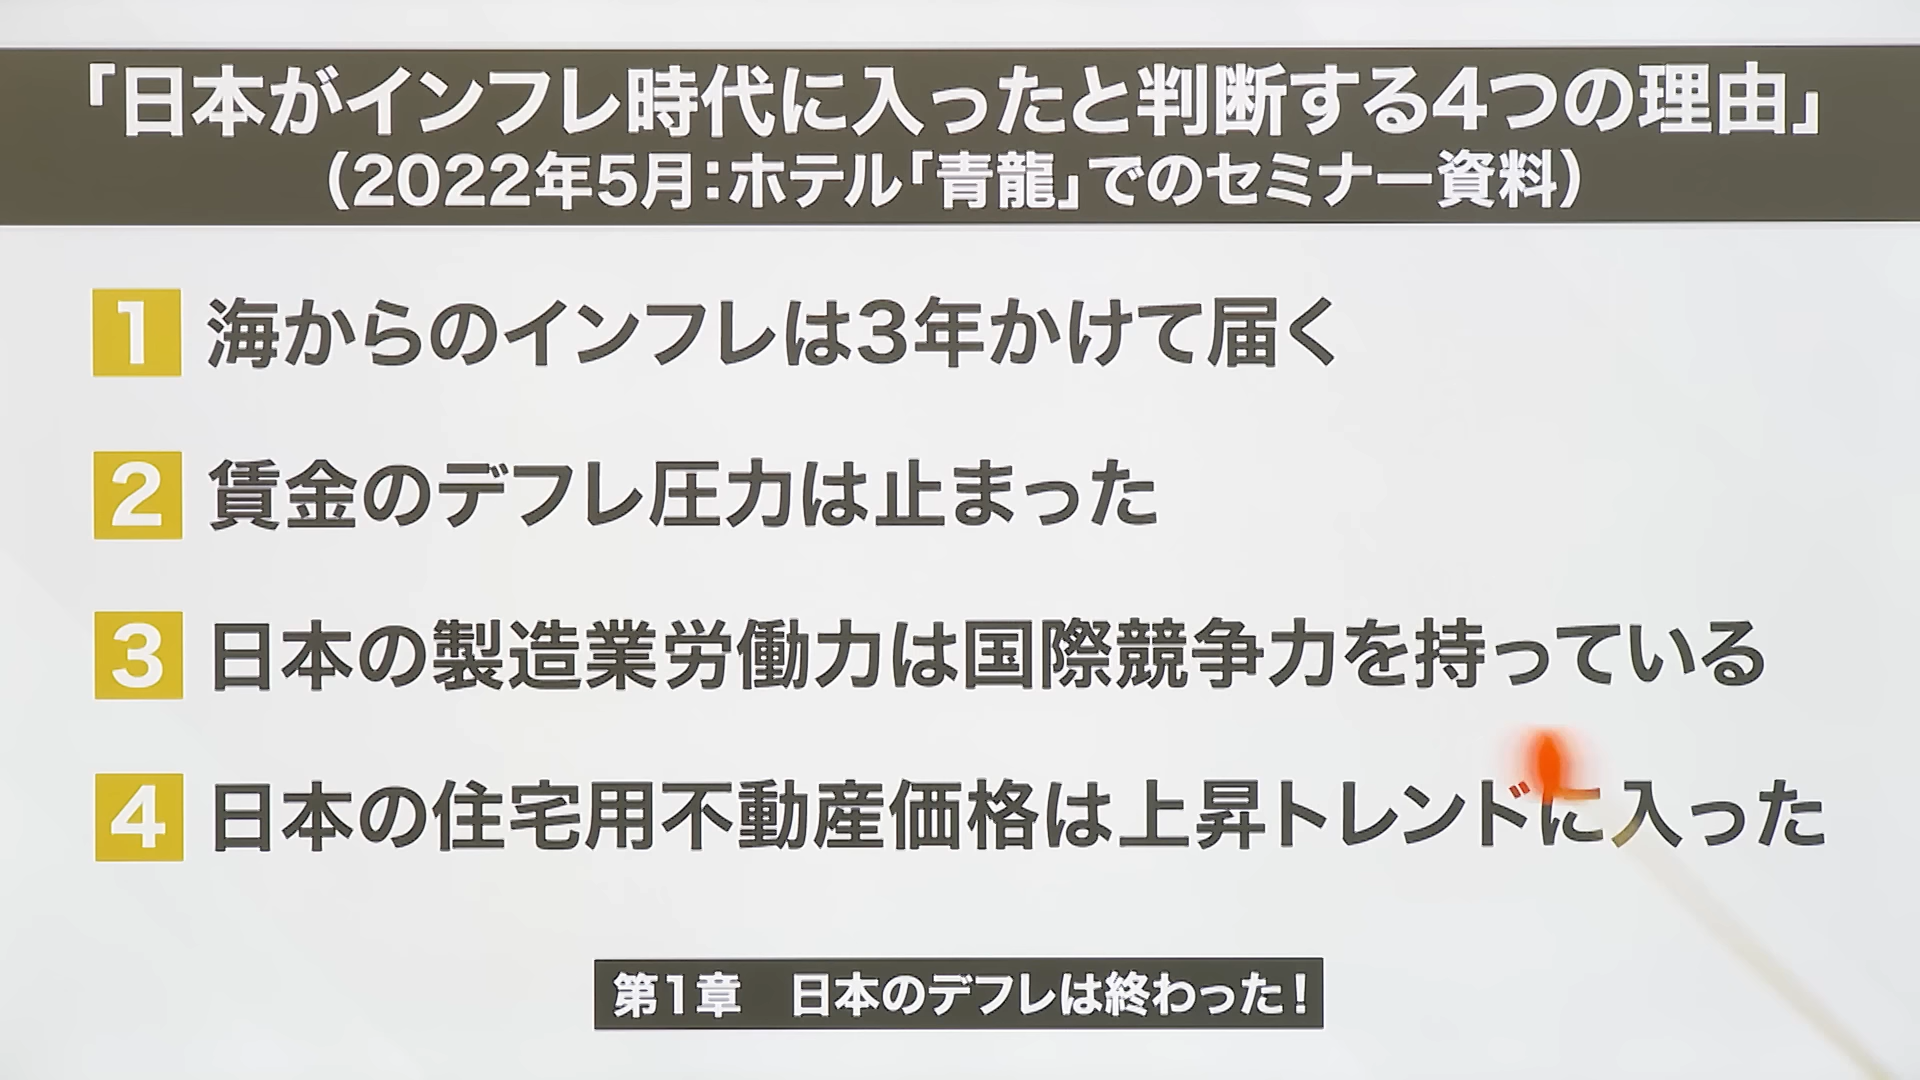 「日本がインフレ時代に入ったと判断する4つの理由」
(2022年5月:ホテル「青龍」でのセミナー資料)
1 海からのインフレは3年かけて届く
2 賃金のデフレ圧力は止まった
3 日本の製造業労働力は国際競争力を持っている
4 日本の住宅用不動産価格は上昇トレンドに入った
第1章 日本のデフレは終わった!